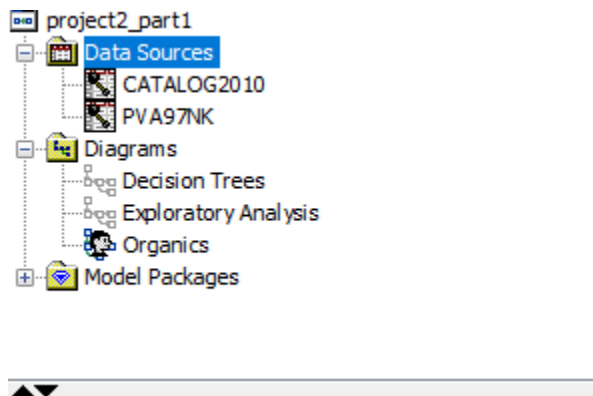 project2_part1
Data Sources
CATALOG2010
PVA97NK
Diagrams
Decision Trees
Exploratory Analysis
Organics
Model Packages